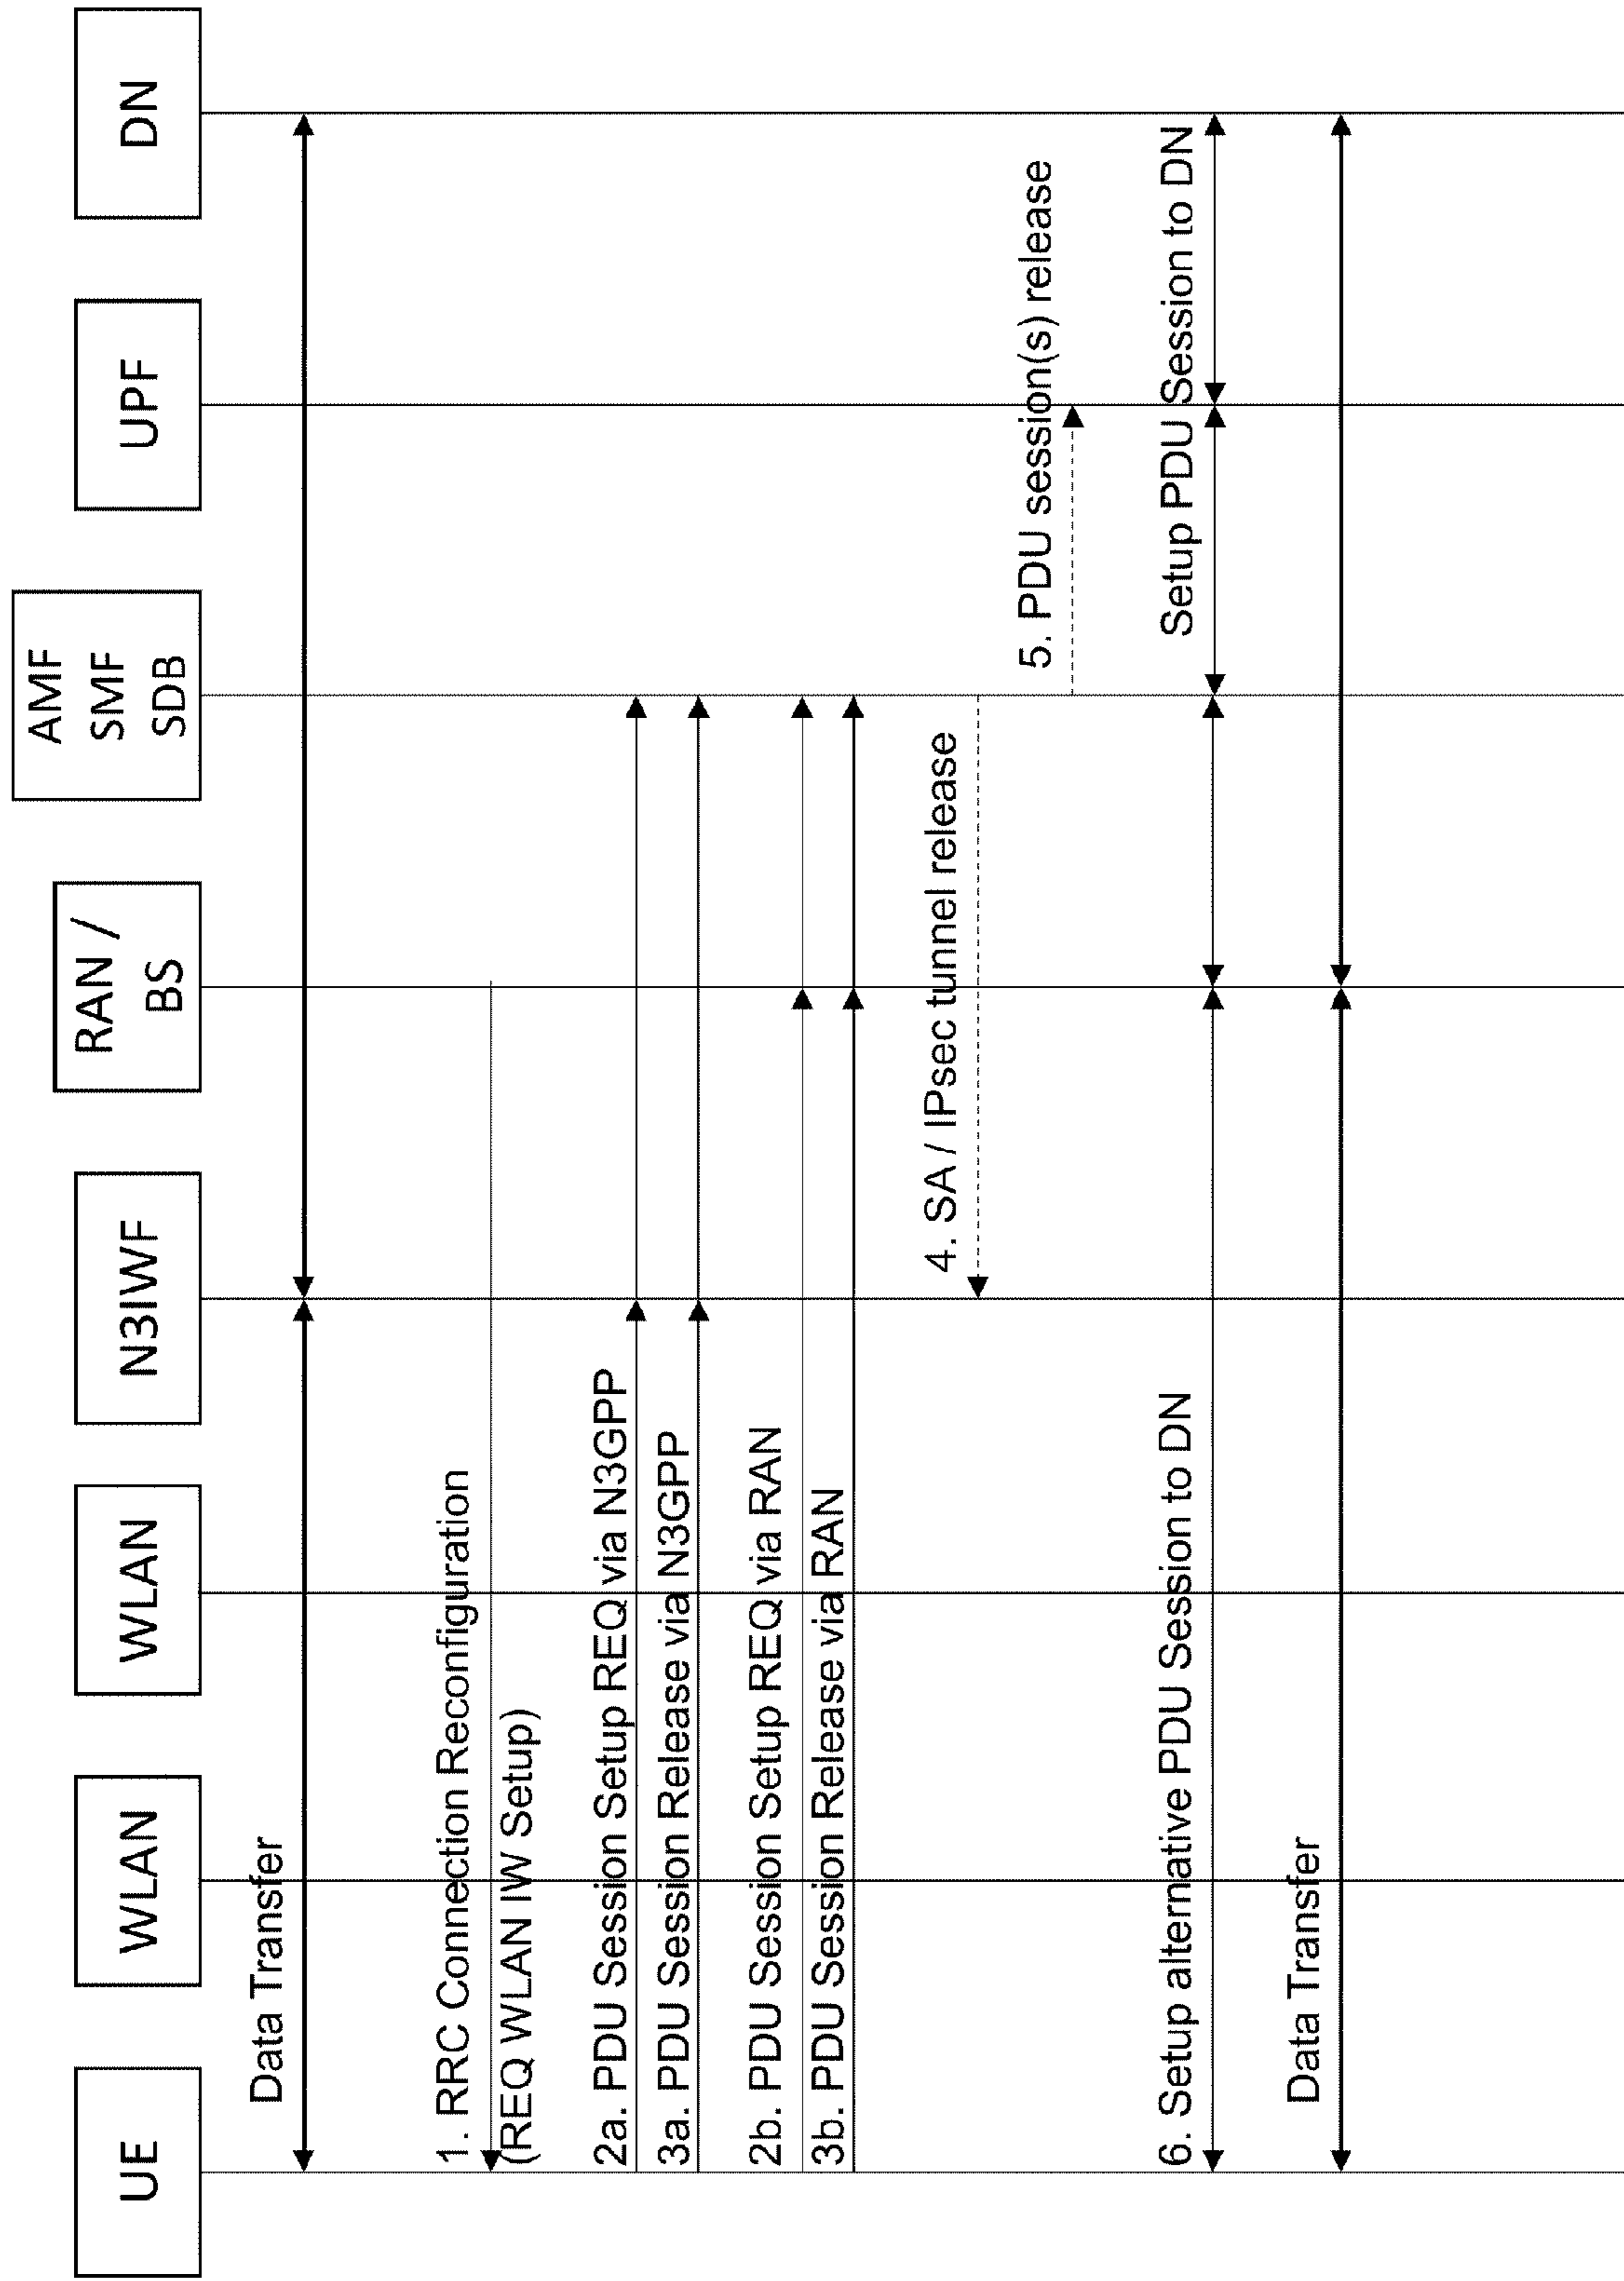 UE
WLAN
WLAN
N3IWF
RAN /
BS
AMF
SMF
SDB
UPF
DN
Data Transfer
1. RRC Connection Reconfiguration
(REQ WLAN IW Setup)
2a. PDU Session Setup REQ via N3GPP
3a. PDU Session Release via N3GPP
2b. PDU Session Setup REQ via RAN
3b. PDU Session Release via RAN
4. SA / IPsec tunnel release
5. PDU session(s) release
6. Setup alternative PDU Session to DN
Setup PDU Session to DN
Data Transfer